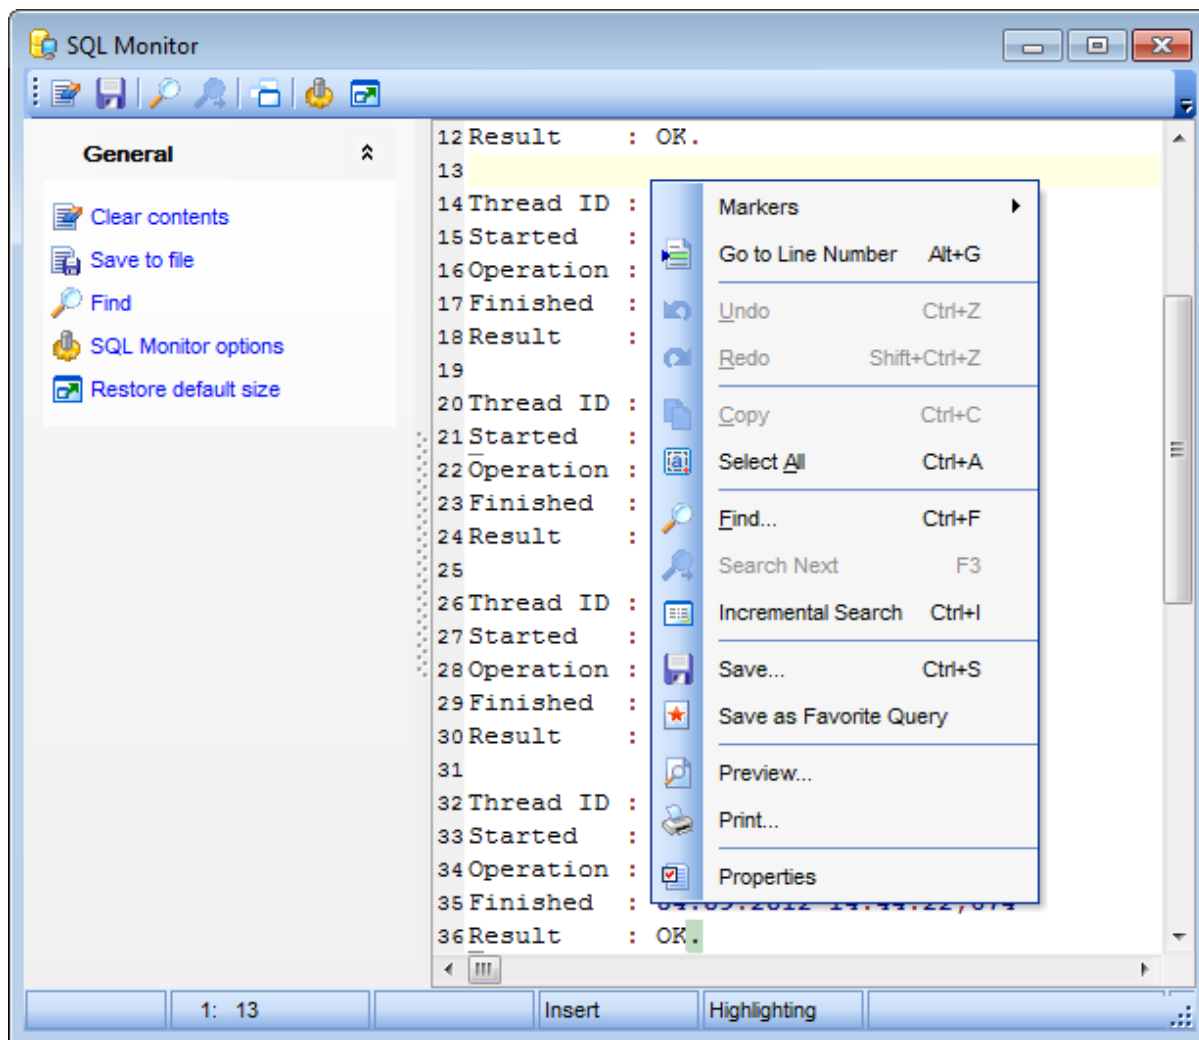 SQL Monitor
General
Clear contents
Save to file
Find
SQL Monitor options
Restore default size
12 Result : OK.
13
14 Thread ID :
15 Started :
16 Operation :
17 Finished :
18 Result :
19
20 Thread ID :
21 Started :
22 Operation :
23 Finished :
24 Result :
25
26 Thread ID :
27 Started :
28 Operation :
29 Finished :
30 Result :
31
32 Thread ID :
33 Started :
34 Operation :
35 Finished :
36 Result : OK.
Markers
Go to Line Number Alt+G
Undo Ctrl+Z
Redo Shift+Ctrl+Z
Copy Ctrl+C
Select All Ctrl+A
Find... Ctrl+F
Search Next F3
Incremental Search Ctrl+I
Save... Ctrl+S
Save as Favorite Query
Preview...
Print...
Properties
1: 13
Insert
Highlighting